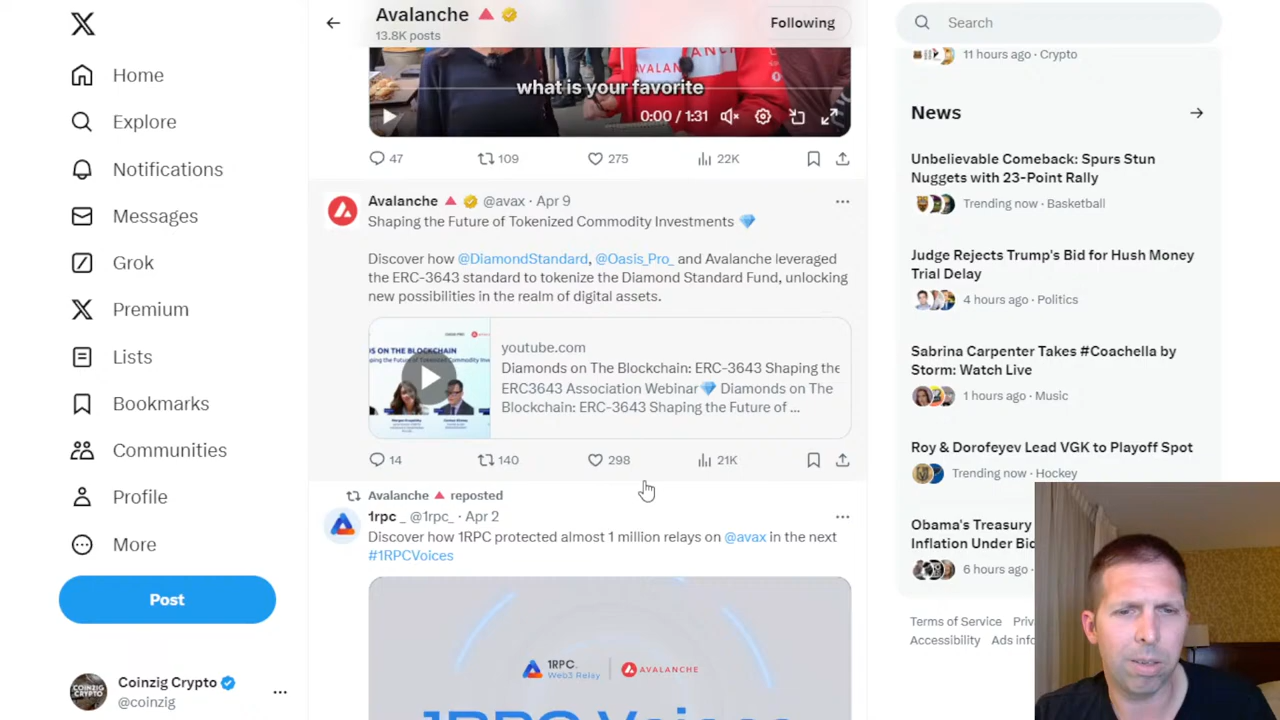 Home
Explore
Notifications
Messages
Grok
Premium
Lists
Bookmarks
Communities
Profile
More
Post
Coinzig Crypto
@coinzig
COINZIG
CRYPTO
Avalanche
13.8K posts
Following
what is your favorite
0:00 / 1:31
47
109
275
22K
Avalanche @avax · Apr 9
Shaping the Future of Tokenized Commodity Investments 💎
Discover how @DiamondStandard, @Oasis_Pro_ and Avalanche leveraged
the ERC-3643 standard to tokenize the Diamond Standard Fund, unlocking
new possibilities in the realm of digital assets.
youtube.com
Diamonds on The Blockchain: ERC-3643 Shaping the
ERC3643 Association Webinar💎 Diamonds on The
Blockchain: ERC-3643 Shaping the Future of ...
14
140
298
21K
Avalanche reposted
1rpc _ @1rpc_ · Apr 2
Discover how 1RPC protected almost 1 million relays on @avax in the next
#1RPCVoices
1RPC.
Web3 Relay
AVALANCHE
1RPC Voices
Search
11 hours ago · Crypto
News
Unbelievable Comeback: Spurs Stun
Nuggets with 23-Point Rally
Trending now · Basketball
Judge Rejects Trump's Bid for Hush Money
Trial Delay
4 hours ago · Politics
Sabrina Carpenter Takes #Coachella by
Storm: Watch Live
1 hours ago · Music
Roy & Dorofeyev Lead VGK to Playoff Spot
Trending now · Hockey
Obama's Treasury
Inflation Under
6 hours ago ·
Terms of Service
Accessibility